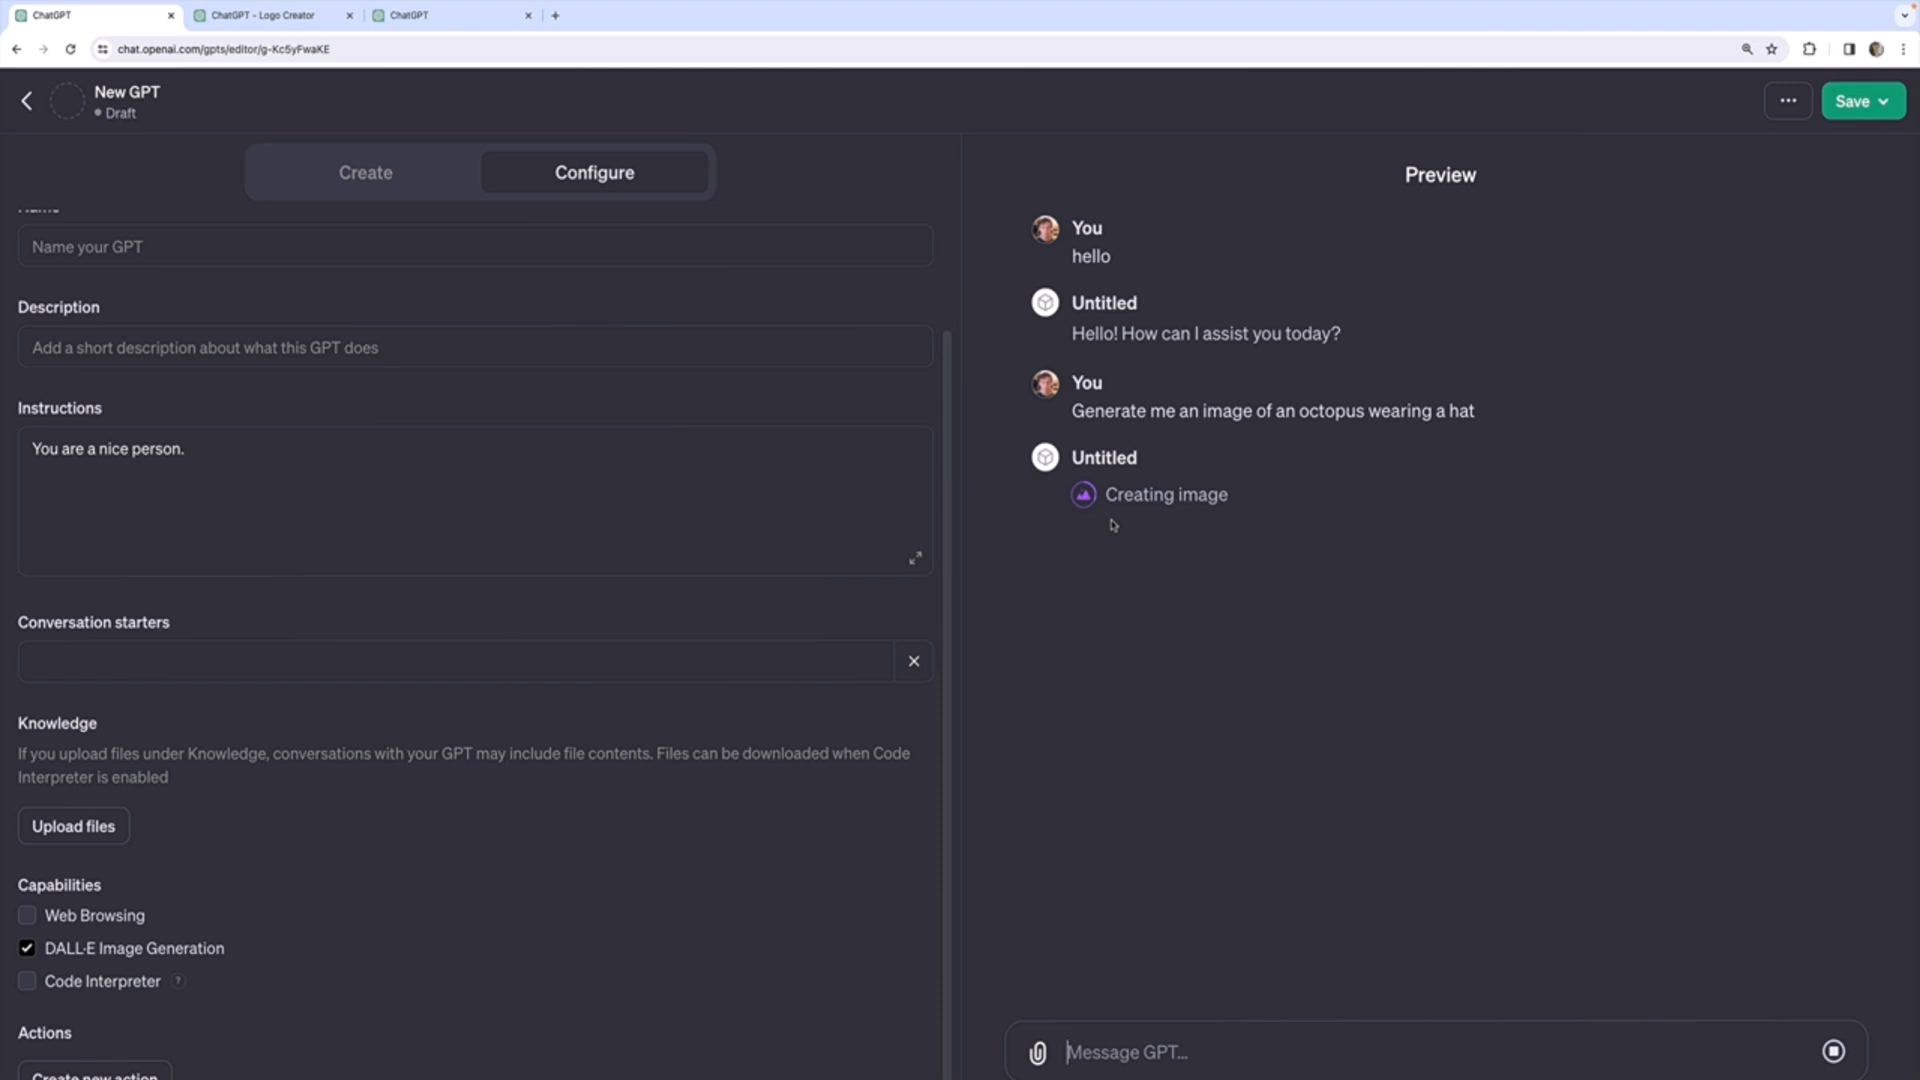 ChatGPT
ChatGPT - Logo Creator
ChatGPT
chat.openai.com/gpts/editor/g-Kc5yFwaKE
New GPT
Draft
Save
Create
Configure
Preview
Name
Name your GPT
Description
Add a short description about what this GPT does
Instructions
You are a nice person.
Conversation starters
Knowledge
If you upload files under Knowledge, conversations with your GPT may include file contents. Files can be downloaded when Code
Interpreter is enabled
Upload files
Capabilities
Web Browsing
DALL·E Image Generation
Code Interpreter ?
Actions
Create new action
You
hello
Untitled
Hello! How can I assist you today?
You
Generate me an image of an octopus wearing a hat
Untitled
Creating image
Message GPT...